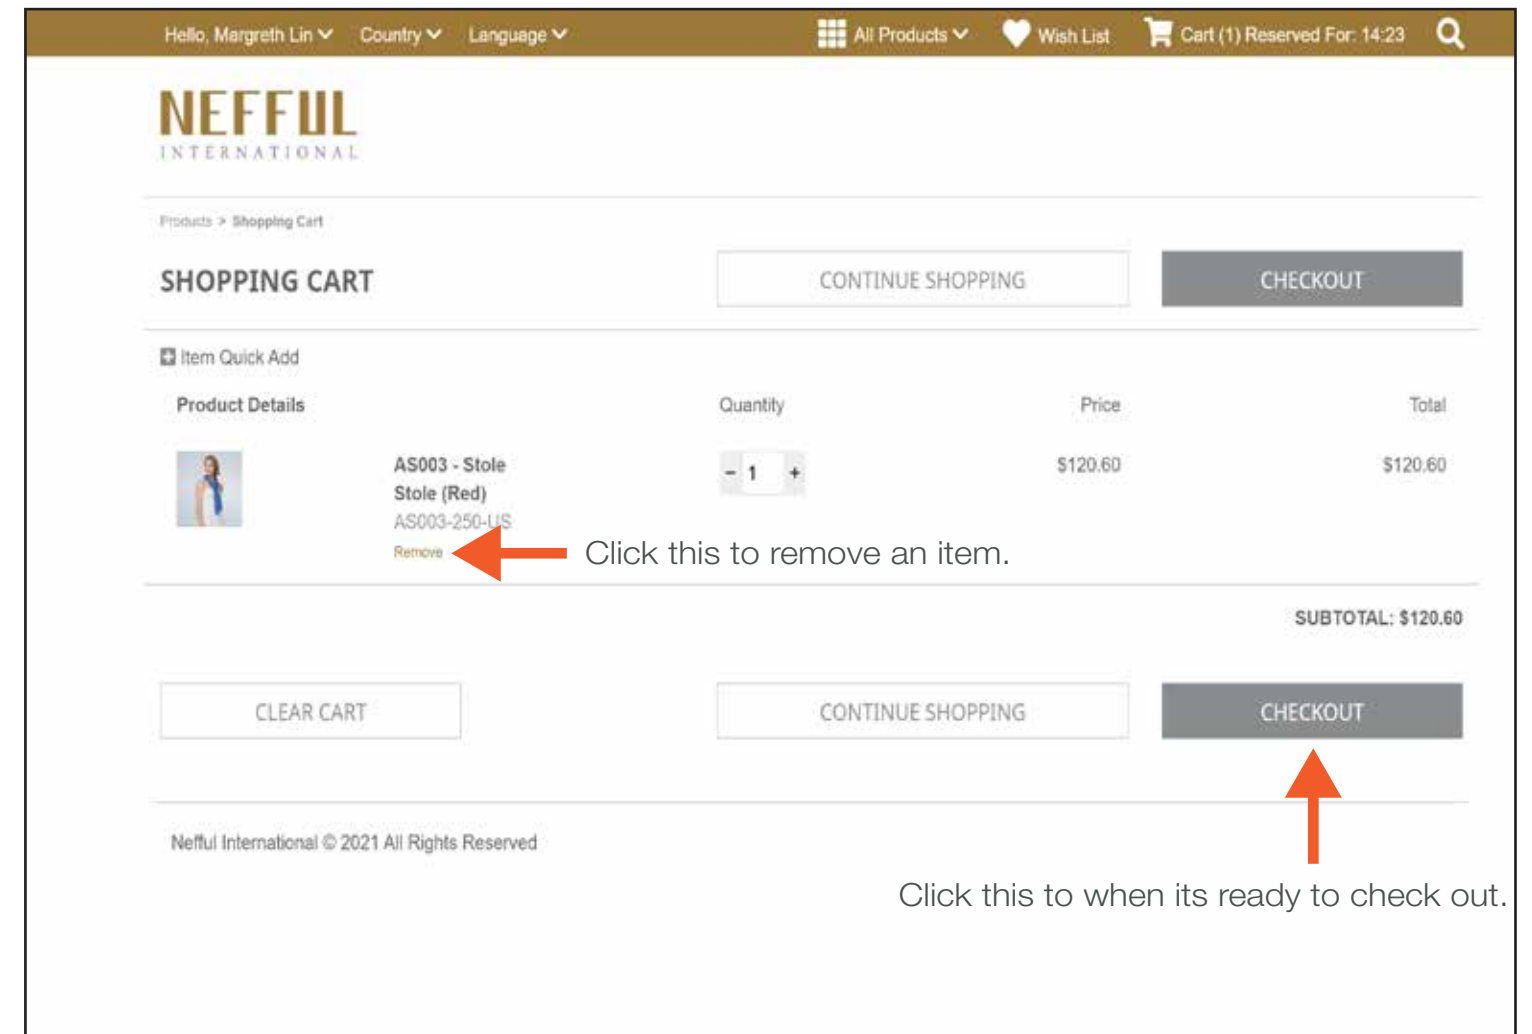 Hello, Margreth Lin Country Language All Products Wish List Cart (1) Reserved For: 14:23
NEFFUL
INTERNATIONAL
Products > Shopping Cart
SHOPPING CART CONTINUE SHOPPING CHECKOUT
Item Quick Add
Product Details Quantity Price Total
AS003 - Stole - 1 + $120.60 $120.60
Stole (Red)
AS003-250-US
Remove Click this to remove an item.
SUBTOTAL: $120.60
CLEAR CART CONTINUE SHOPPING CHECKOUT
Nefful International © 2021 All Rights Reserved
Click this to when its ready to check out.